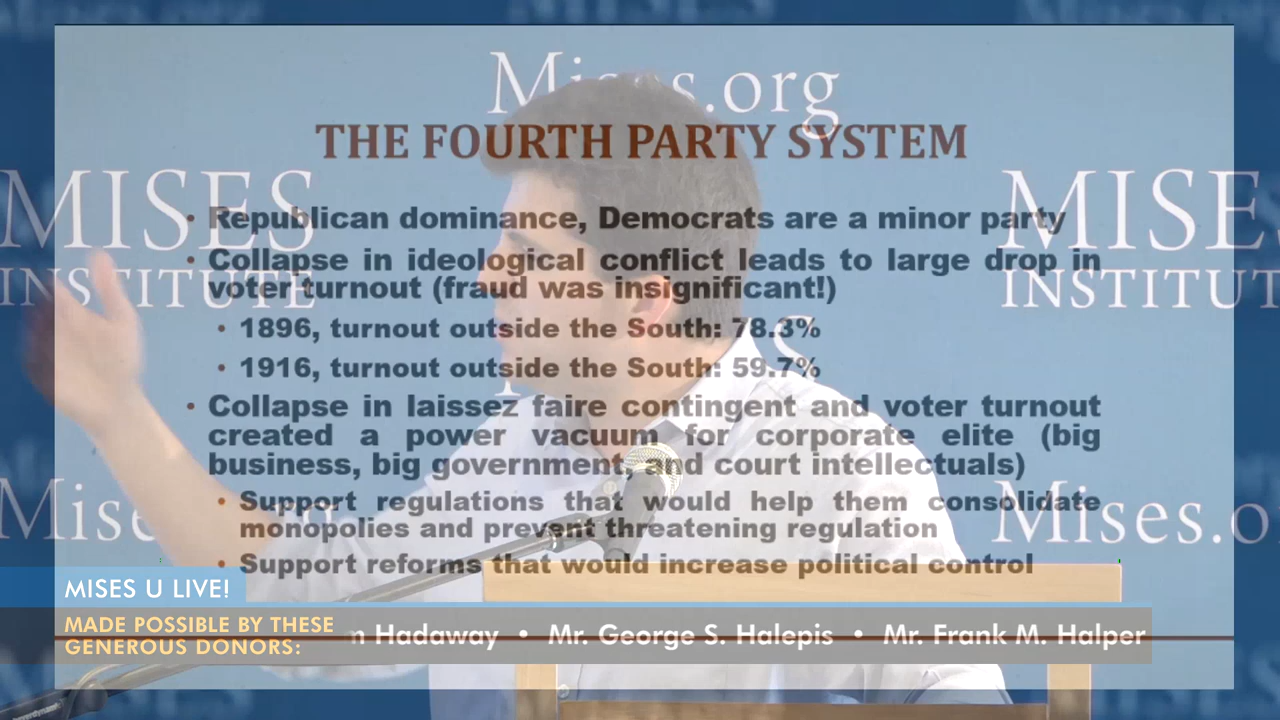 Mises.org
THE FOURTH PARTY SYSTEM
MISES
INSTITUTE
MISE
INSTITUT
• Republican dominance, Democrats are a minor party
• Collapse in ideological conflict leads to large drop in
voter turnout (fraud was insignificant!)
• 1896, turnout outside the South: 78.3%
• 1916, turnout outside the South: 59.7%
• Collapse in laissez faire contingent and voter turnout
created a power vacuum for corporate elite (big
business, big government, and court intellectuals)
Mise
Mises.o
• Support regulations that would help them consolidate
monopolies and prevent threatening regulation
• Support reforms that would increase political control
MISES U LIVE!
MADE POSSIBLE BY THESE
GENEROUS DONORS:
m Hadaway • Mr. George S. Halepis • Mr. Frank M. Halper